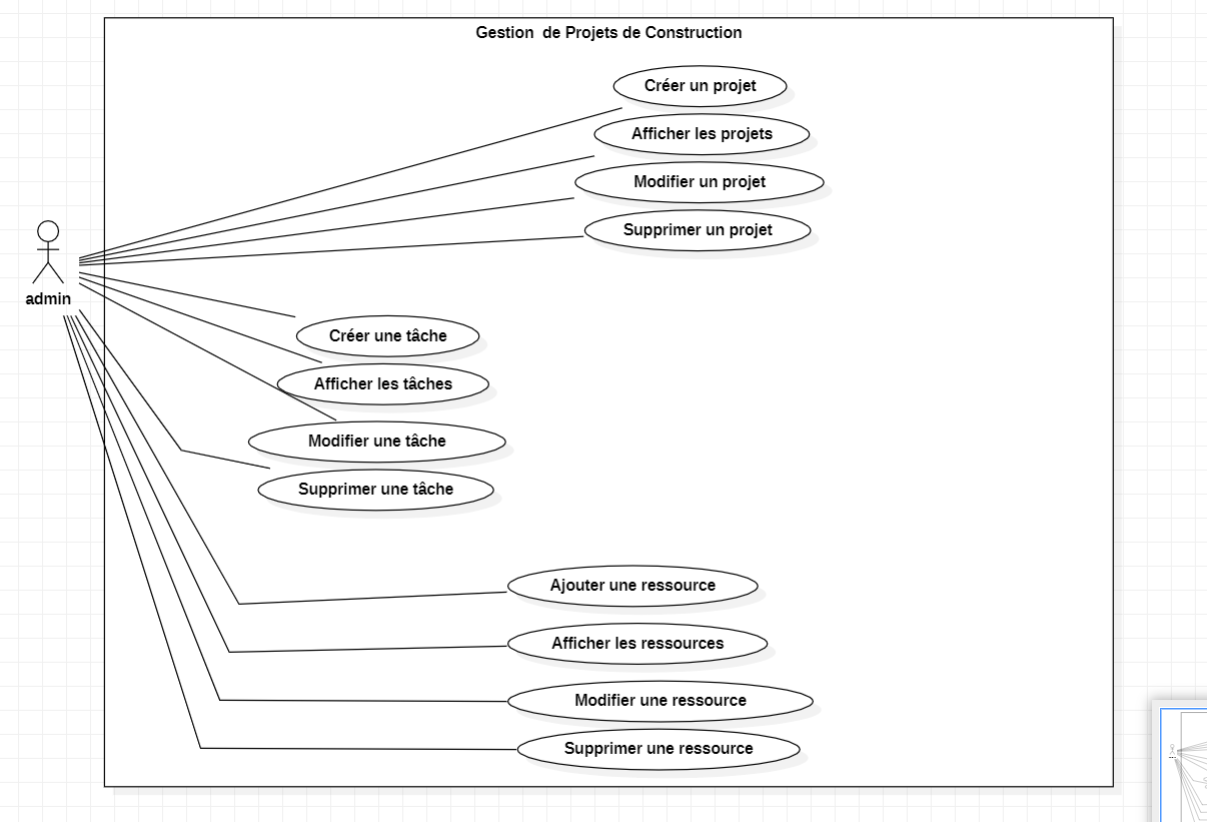 Gestion  de Projets de Construction
Créer un projet
Afficher les projets
Modifier un projet
Supprimer un projet
admin
Créer une tâche
Afficher les tâches
Modifier une tâche
Supprimer une tâche
Ajouter une ressource
Afficher les ressources
Modifier une ressource
Supprimer une ressource